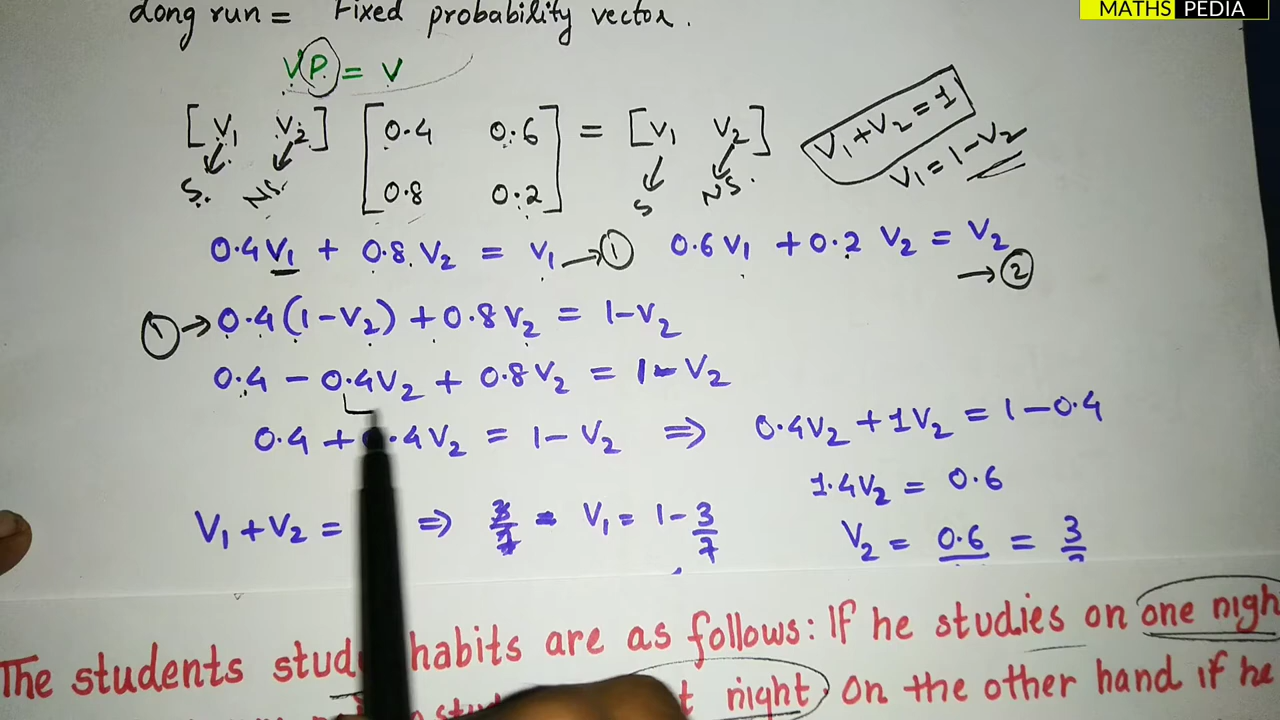 MATHS PEDIA
dong run = Fixed probability vector.
VP = V
[V1 V2] [0.4 0.6 = [V1 V2]
0.8 0.2]
S. NS. S NS.
V1 + V2 = 1
V1 = 1 - V2
0.4V1 + 0.8V2 = V1 → ① 0.6V1 + 0.2 V2 = V2
→ ②
① → 0.4(1 - V2) + 0.8V2 = 1 - V2
0.4 - 0.4V2 + 0.8V2 = 1 - V2
0.4 + 0.4V2 = 1 - V2 ⇒ 0.4V2 + 1V2 = 1 - 0.4
1.4V2 = 0.6
V1 + V2 = ⇒ V1 = 1 - 3/7
V2 = 0.6 = 3
The students study habits are as follows: If he studies on one nigh
night) On the other hand if he